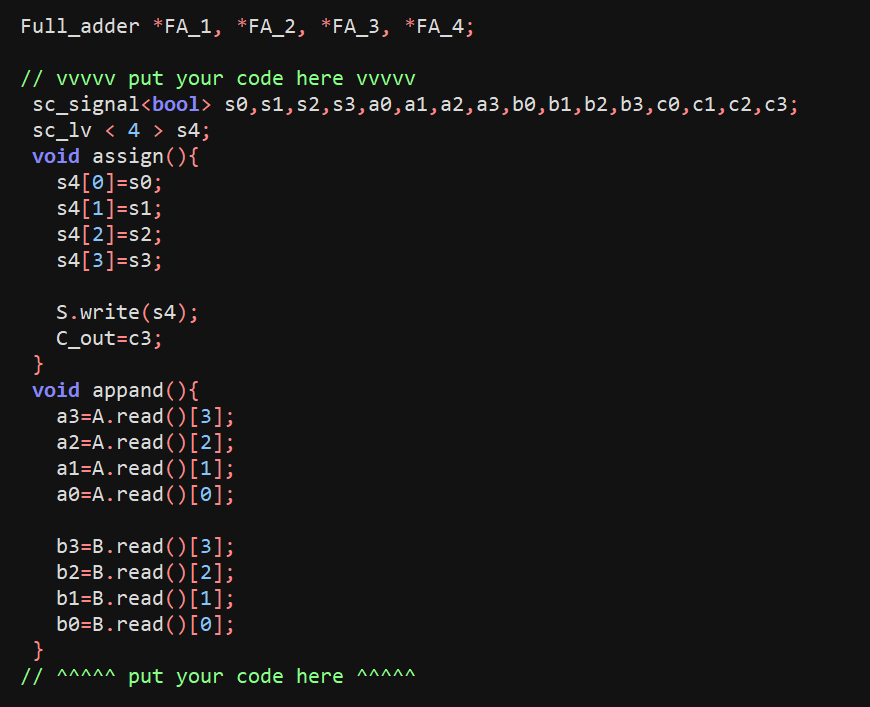 Full_adder *FA_1, *FA_2, *FA_3, *FA_4;
// vvvvv put your code here vvvvv
sc_signal<bool> s0,s1,s2,s3,a0,a1,a2,a3,b0,b1,b2,b3,c0,c1,c2,c3;
sc_lv < 4 > s4;
void assign(){
s4[0]=s0;
s4[1]=s1;
s4[2]=s2;
s4[3]=s3;
S.write(s4);
C_out=c3;
}
void appand(){
a3=A.read()[3];
a2=A.read()[2];
a1=A.read()[1];
a0=A.read()[0];
b3=B.read()[3];
b2=B.read()[2];
b1=B.read()[1];
b0=B.read()[0];
}
// ^^^^^ put your code here ^^^^^